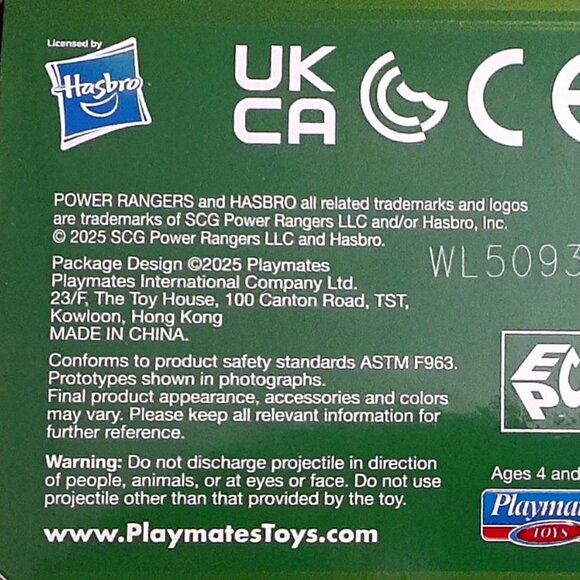 Licensed by
Hasbro
UK
CA
CE
POWER RANGERS and HASBRO all related trademarks and logos
are trademarks of SCG Power Rangers LLC and/or Hasbro, Inc.
© 2025 SCG Power Rangers LLC and Hasbro.
WL5093
Package Design ©2025 Playmates
Playmates International Company Ltd.
23/F, The Toy House, 100 Canton Road, TST,
Kowloon, Hong Kong
MADE IN CHINA.
Conforms to product safety standards ASTM F963.
Prototypes shown in photographs.
Final product appearance, accessories and colors
may vary. Please keep all relevant information for
further reference.
EC
PC
Warning: Do not discharge projectile in direction
of people, animals, or at eyes or face. Do not use
projectile other than that provided by the toy.
Ages 4 and
Playmat
TOYS
www.PlaymatesToys.com